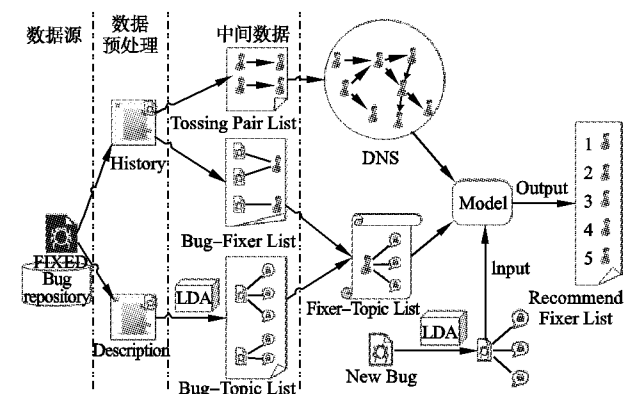 数据源
数据
预处理
中间数据
Tossing Pair List
DNS
History
1
2
3
4
5
Model
Output
FIXED
Bug
repository
Bug-Fixer List
LDA
Fixer-Topic List
Input
Recommend
Fixer List
Description
LDA
New Bug
Bug-Topic List